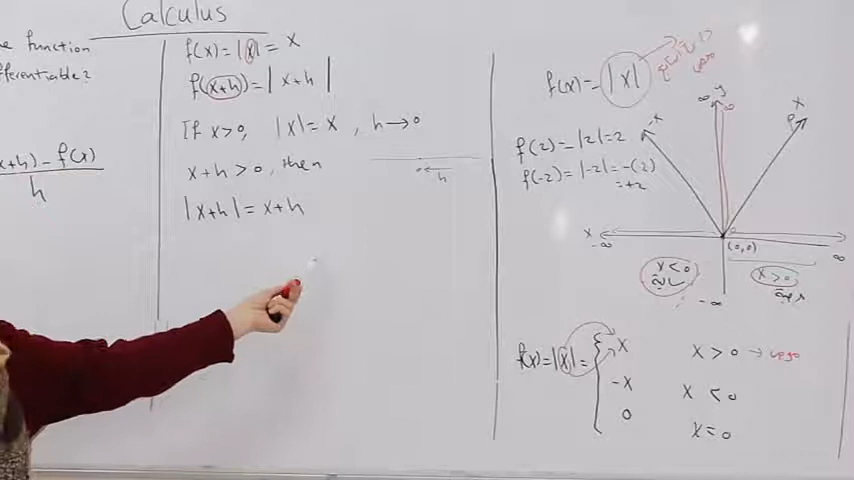 Calculus
e function
fferentiable?
x+h) - f(x)
h
f(x) = |x| = x
f(x+h) = | x+h |
If x>0, |x| = x , h→0
x+h >0, then
|x+h| = x+h
h
f(x) = |x|
f(2) = |2| = 2
f(-2) = |-2| = -(2)
= +2
y
∞
-x
x
x
-∞
(0,0)
∞
x<0
x>0
-∞
f(x) = |x| = { x x > 0 →
-x x < 0
0 x = 0